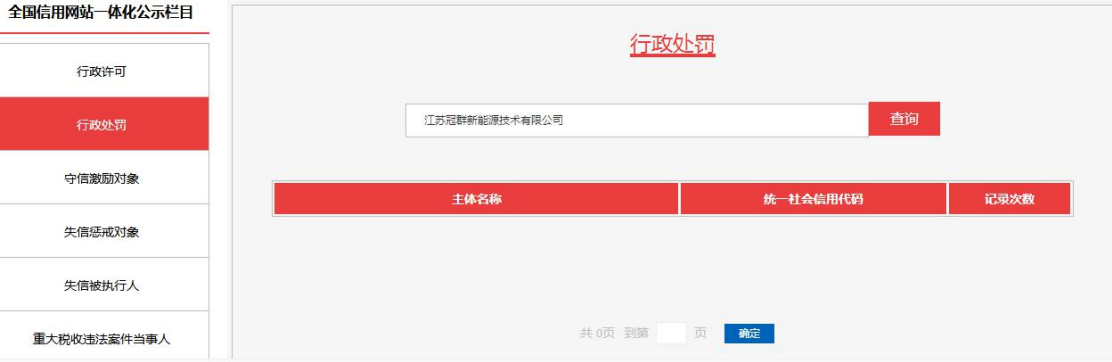 全国信用网站一体化公示栏目
行政许可
行政处罚
守信激励对象
失信惩戒对象
失信被执行人
重大税收违法案件当事人
行政处罚
江苏冠群新能源技术有限公司 查询
主体名称 统一社会信用代码 记录次数
共 0页 到第 页 确定